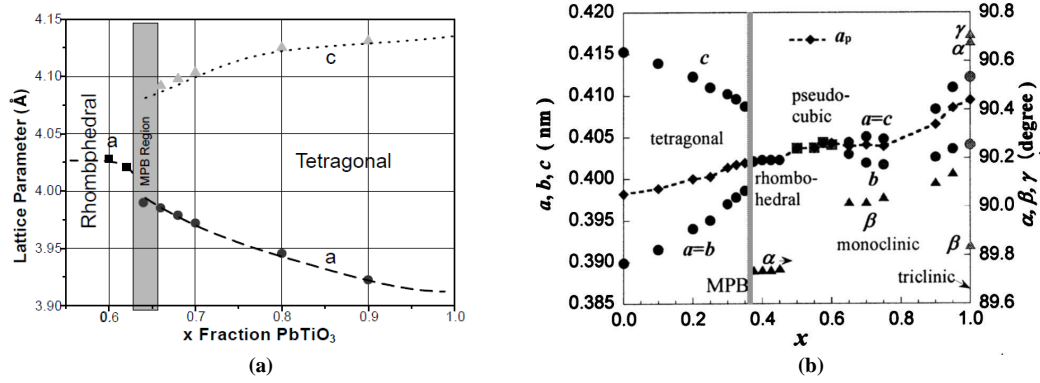 4.15
4.10
4.05
4.00
3.95
3.90
Lattice Parameter (Å)
Rhombophedral
a
MPB Region
c
Tetragonal
a
0.6
0.7
0.8
0.9
1.0
x Fraction PbTiO3
(a)
0.420
0.415
0.410
0.405
0.400
0.395
0.390
0.385
a, b, c (nm)
c
tetragonal
a=b
MPB
ap
pseudo-
cubic
rhombo-
hedral
α
a=c
b
β
monoclinic
γ
α
β
triclinic
90.8
90.6
90.4
90.2
90.0
89.8
89.6
α, β, γ (degree)
0.0
0.2
0.4
0.6
0.8
1.0
x
(b)